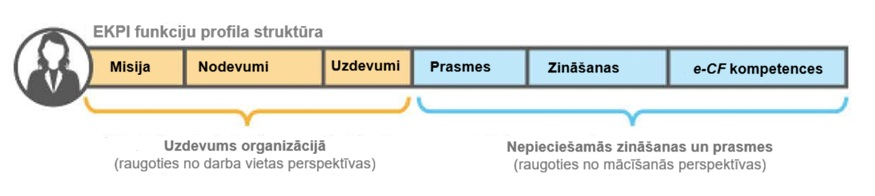 EKPI funkciju profila struktūra
Misija Nodevumi Uzdevumi Prasmes Zināšanas e-CF kompetences
Uzdevums organizācijā
(raugoties no darba vietas perspektīvas)
Nepieciešamās zināšanas un prasmes
(raugoties no mācīšanās perspektīvas)